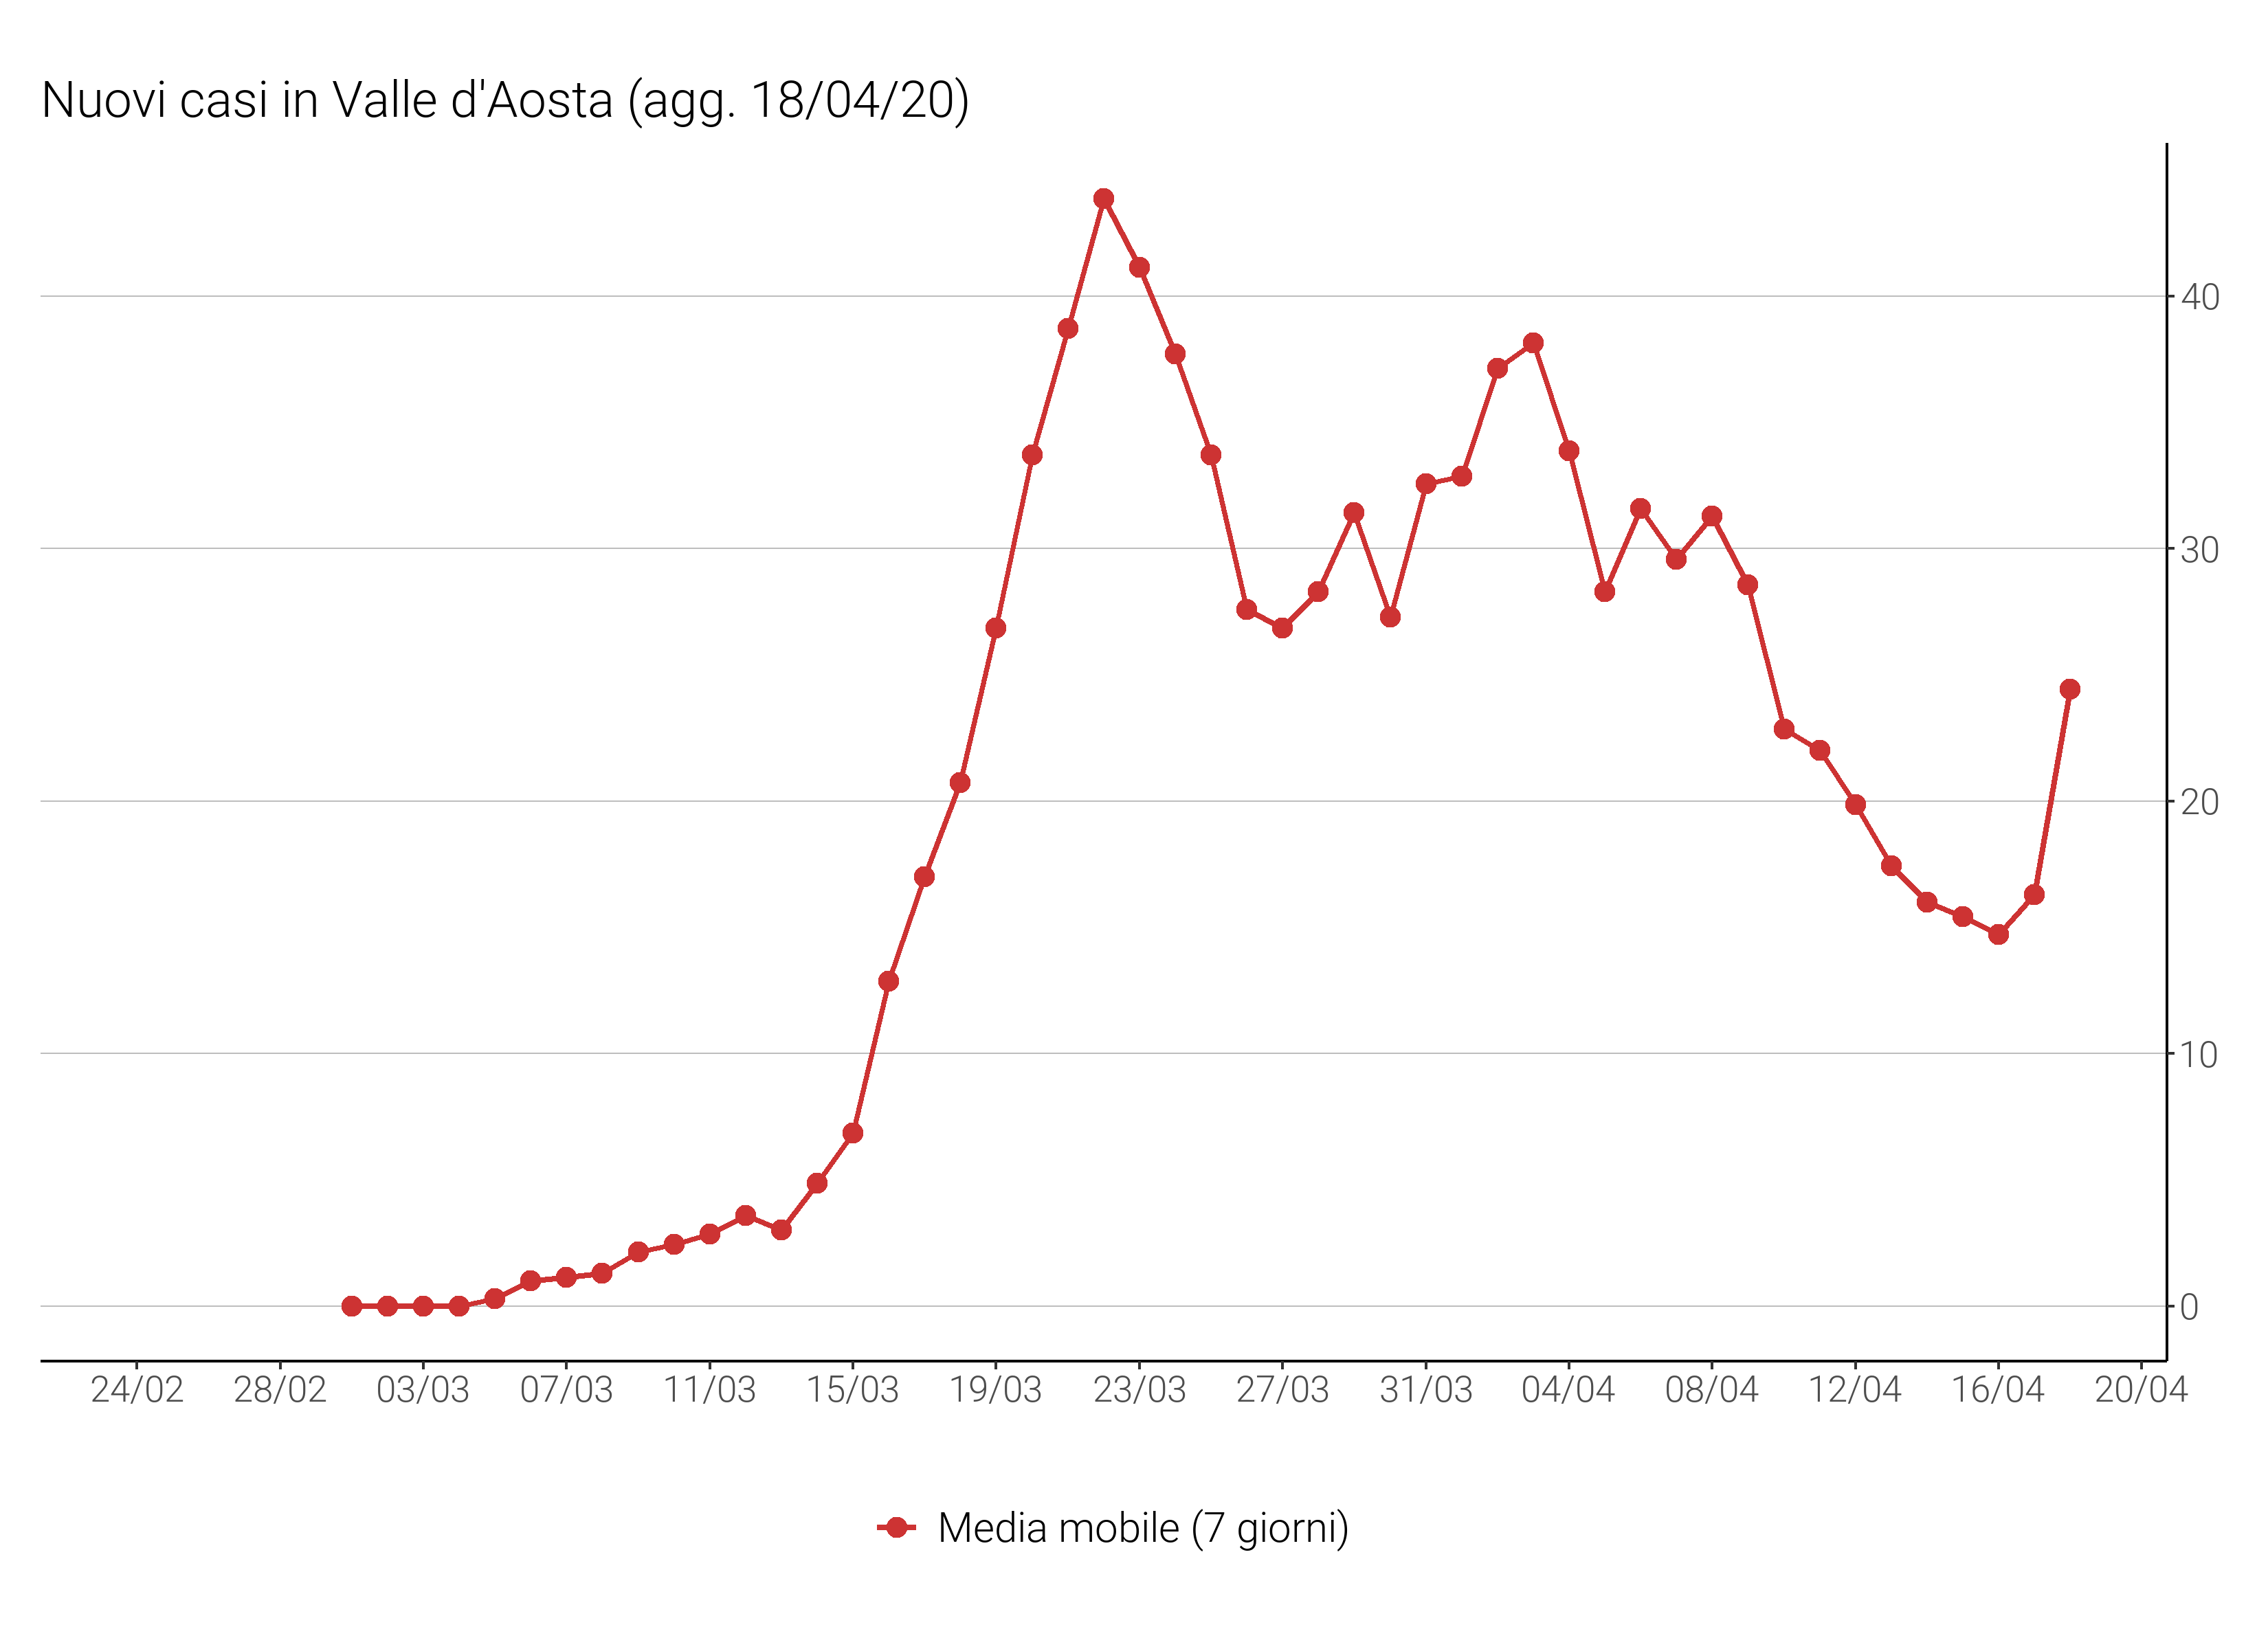 Nuovi casi in Valle d'Aosta (agg. 18/04/20)
40
30
20
10
0
24/02 28/02 03/03 07/03 11/03 15/03 19/03 23/03 27/03 31/03 04/04 08/04 12/04 16/04 20/04
Media mobile (7 giorni)